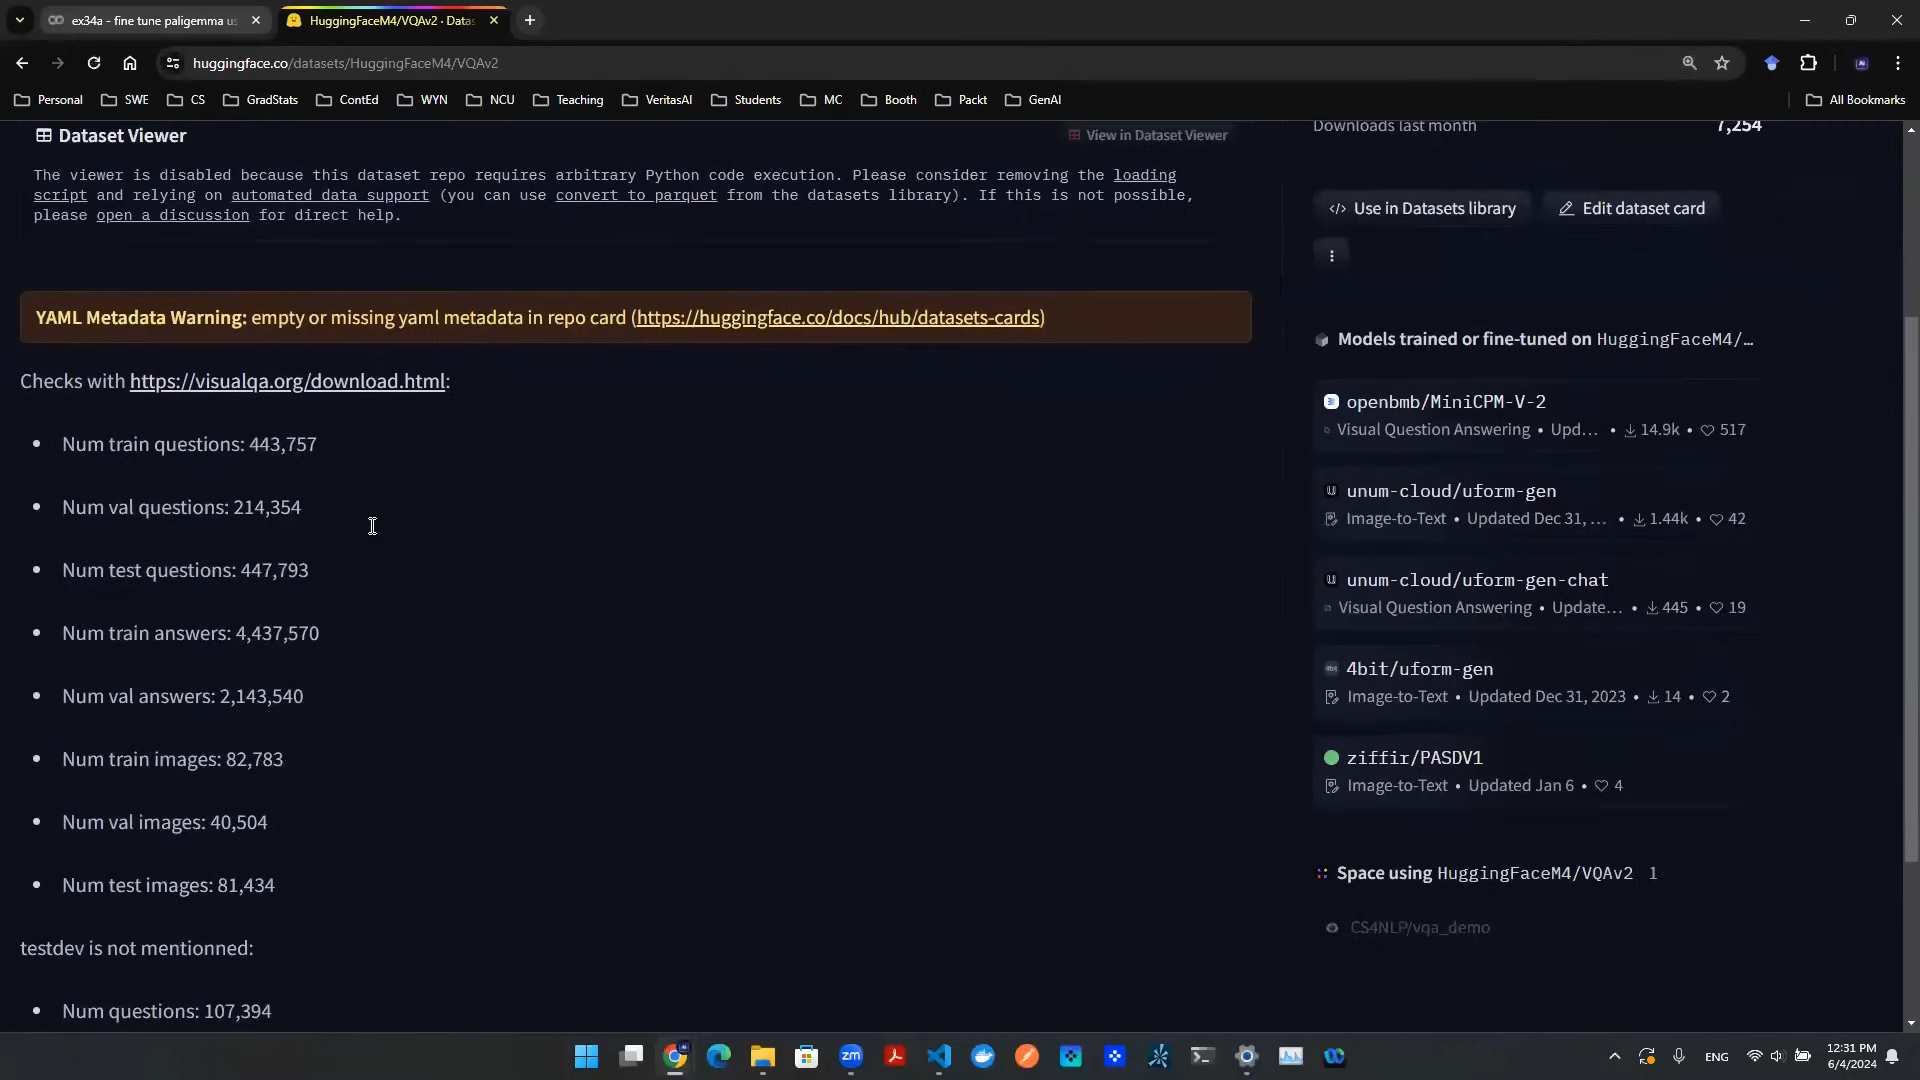 ex34a - fine tune paligemma us
HuggingFaceM4/VQAv2 · Datas
huggingface.co/datasets/HuggingFaceM4/VQAv2
Personal SWE CS GradStats ContEd WYN NCU Teaching VeritasAI Students MC Booth Packt GenAI All Bookmarks
Dataset Viewer
View in Dataset Viewer
The viewer is disabled because this dataset repo requires arbitrary Python code execution. Please consider removing the loading
script and relying on automated data support (you can use convert to parquet from the datasets library). If this is not possible,
please open a discussion for direct help.
YAML Metadata Warning: empty or missing yaml metadata in repo card (https://huggingface.co/docs/hub/datasets-cards)
Checks with https://visualqa.org/download.html:
• Num train questions: 443,757
• Num val questions: 214,354
• Num test questions: 447,793
• Num train answers: 4,437,570
• Num val answers: 2,143,540
• Num train images: 82,783
• Num val images: 40,504
• Num test images: 81,434
testdev is not mentionned:
• Num questions: 107,394
Downloads last month 7,254
</> Use in Datasets library Edit dataset card
Models trained or fine-tuned on HuggingFaceM4/…
openbmb/MiniCPM-V-2
Visual Question Answering • Upd… • 14.9k • 517
unum-cloud/uform-gen
Image-to-Text • Updated Dec 31, … • 1.44k • 42
unum-cloud/uform-gen-chat
Visual Question Answering • Update… • 445 • 19
4bit/uform-gen
Image-to-Text • Updated Dec 31, 2023 • 14 • 2
ziffir/PASDV1
Image-to-Text • Updated Jan 6 • 4
Space using HuggingFaceM4/VQAv2 1
CS4NLP/vqa_demo
zm
ENG
12:31 PM
6/4/2024